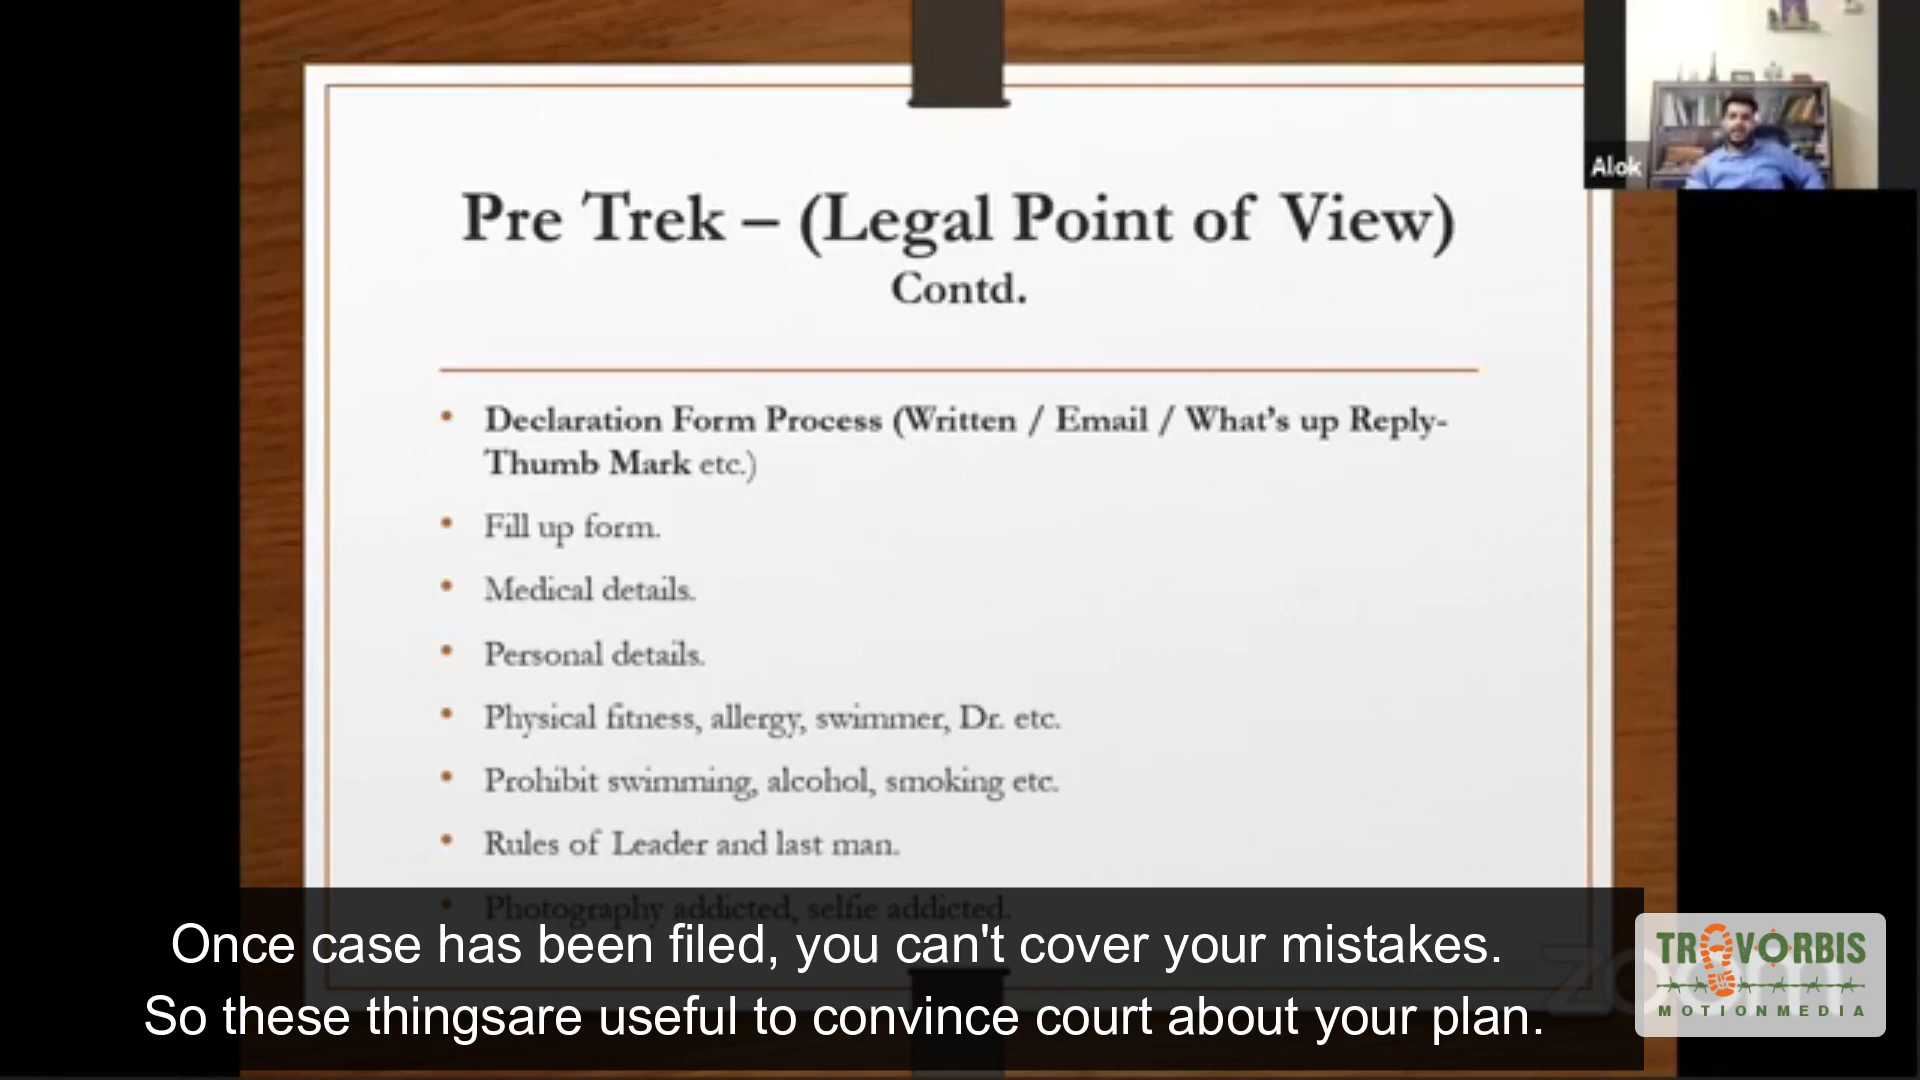 Alok
Pre Trek – (Legal Point of View)
Contd.
• Declaration Form Process (Written / Email / What's up Reply-
Thumb Mark etc.)
• Fill up form.
• Medical details.
• Personal details.
• Physical fitness, allergy, swimmer, Dr. etc.
• Prohibit swimming, alcohol, smoking etc.
• Rules of Leader and last man.
• Photography addicted, selfie addicted.
Once case has been filed, you can't cover your mistakes.
So these thingsare useful to convince court about your plan.
zoom
TRAVORBIS
MOTIONMEDIA